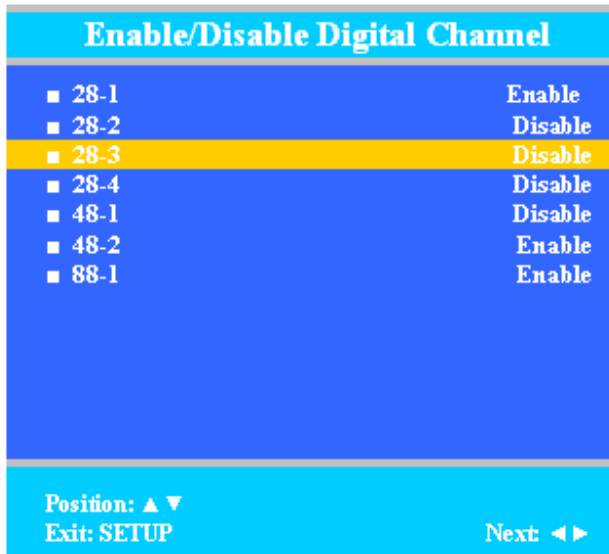 Enable/Disable Digital Channel
■ 28-1 Enable
■ 28-2 Disable
■ 28-3 Disable
■ 28-4 Disable
■ 48-1 Disable
■ 48-2 Enable
■ 88-1 Enable
Position: ▲ ▼
Exit: SETUP Next: ◄ ►